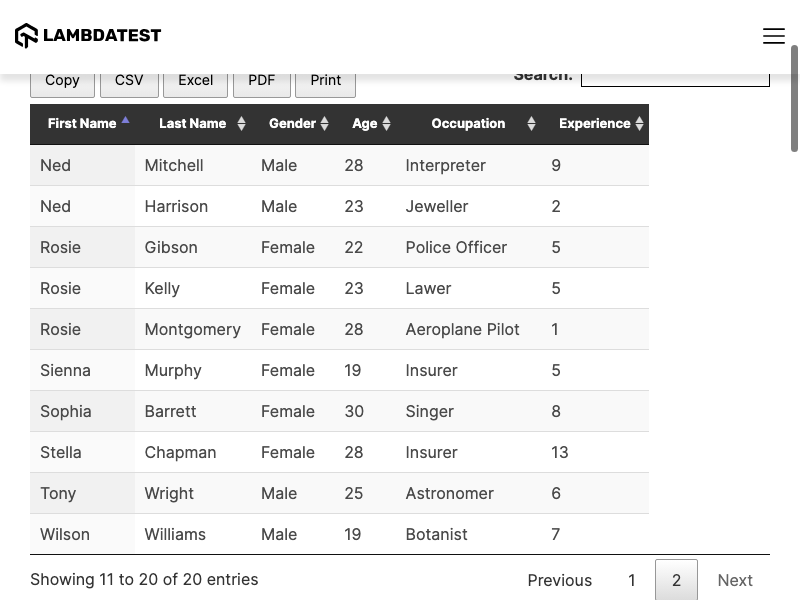 LAMBDATEST
Copy CSV Excel PDF Print Search:
First Name Last Name Gender Age Occupation Experience
Ned Mitchell Male 28 Interpreter 9
Ned Harrison Male 23 Jeweller 2
Rosie Gibson Female 22 Police Officer 5
Rosie Kelly Female 23 Lawer 5
Rosie Montgomery Female 28 Aeroplane Pilot 1
Sienna Murphy Female 19 Insurer 5
Sophia Barrett Female 30 Singer 8
Stella Chapman Female 28 Insurer 13
Tony Wright Male 25 Astronomer 6
Wilson Williams Male 19 Botanist 7
Showing 11 to 20 of 20 entries Previous 1 2 Next